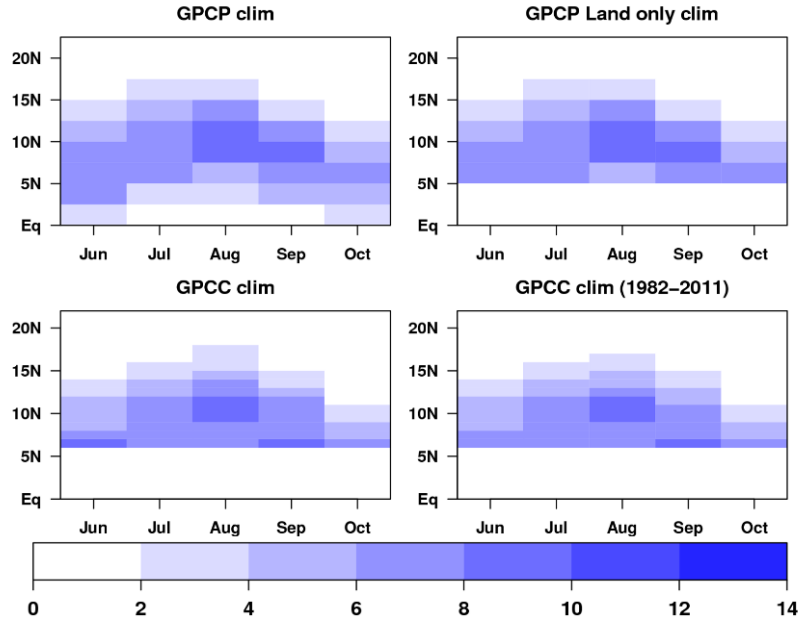 GPCP clim
20N
15N
10N
5N
Eq
Jun Jul Aug Sep Oct
GPCP Land only clim
20N
15N
10N
5N
Eq
Jun Jul Aug Sep Oct
GPCC clim
20N
15N
10N
5N
Eq
Jun Jul Aug Sep Oct
GPCC clim (1982−2011)
20N
15N
10N
5N
Eq
Jun Jul Aug Sep Oct
0 2 4 6 8 10 12 14